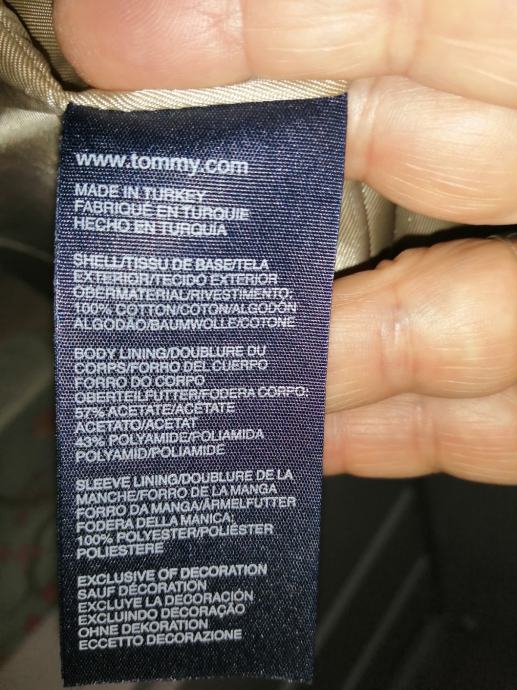 www.tommy.com
MADE IN TURKEY
FABRIQUÉ EN TURQUIE
HECHO EN TURQUÍA
SHELL/TISSU DE BASE/TELA
EXTERIOR/TECIDO EXTERIOR
OBERMATERIAL/RIVESTIMENTO:
100% COTTON/COTON/ALGODÓN
ALGODÃO/BAUMWOLLE/COTONE
BODY LINING/DOUBLURE DU
CORPS/FORRO DEL CUERPO
FORRO DO CORPO
OBERTEILFUTTER/FODERA CORPO:
57% ACETATE/ACETATE
ACETATO/ACETAT
43% POLYAMIDE/POLIAMIDA
POLYAMID/POLIAMIDE
SLEEVE LINING/DOUBLURE DE LA
MANCHE/FORRO DE LA MANGA
FORRO DA MANGA/ÄRMELFUTTER
FODERA DELLA MANICA:
100% POLYESTER/POLIÉSTER
POLIESTERE
EXCLUSIVE OF DECORATION
SAUF DÉCORATION
EXCLUYE LA DECORACIÓN
EXCLUINDO DECORAÇÃO
OHNE DEKORATION
ECCETTO DECORAZIONE